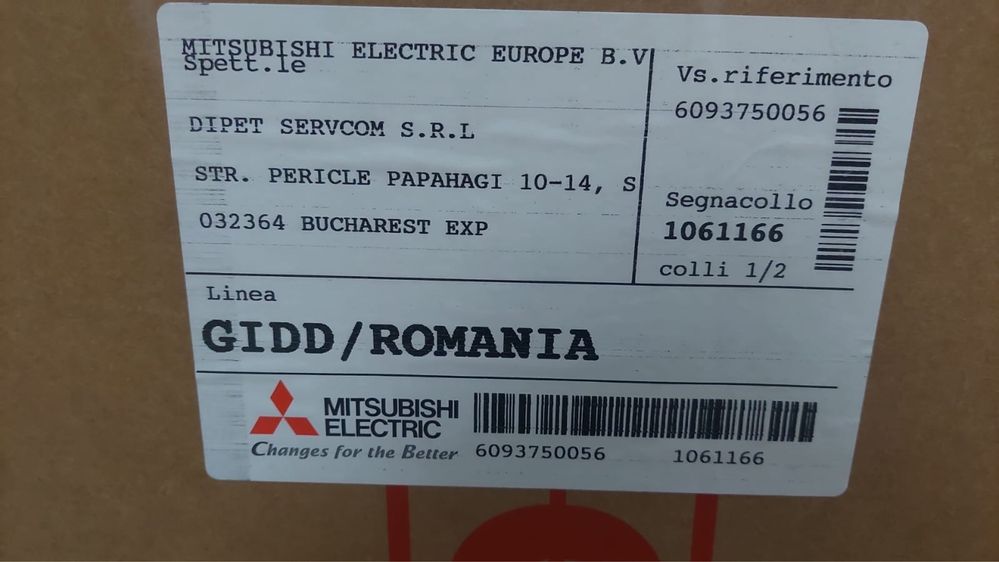 MITSUBISHI ELECTRIC EUROPE B.V
Spett.le
DIPET SERVCOM S.R.L
STR. PERICLE PAPAHAGI 10-14, S
032364 BUCHAREST EXP
Vs.riferimento
6093750056
Segnacollo
1061166
colli 1/2
Linea
GIDD/ROMANIA
MITSUBISHI
ELECTRIC
Changes for the Better
6093750056 1061166